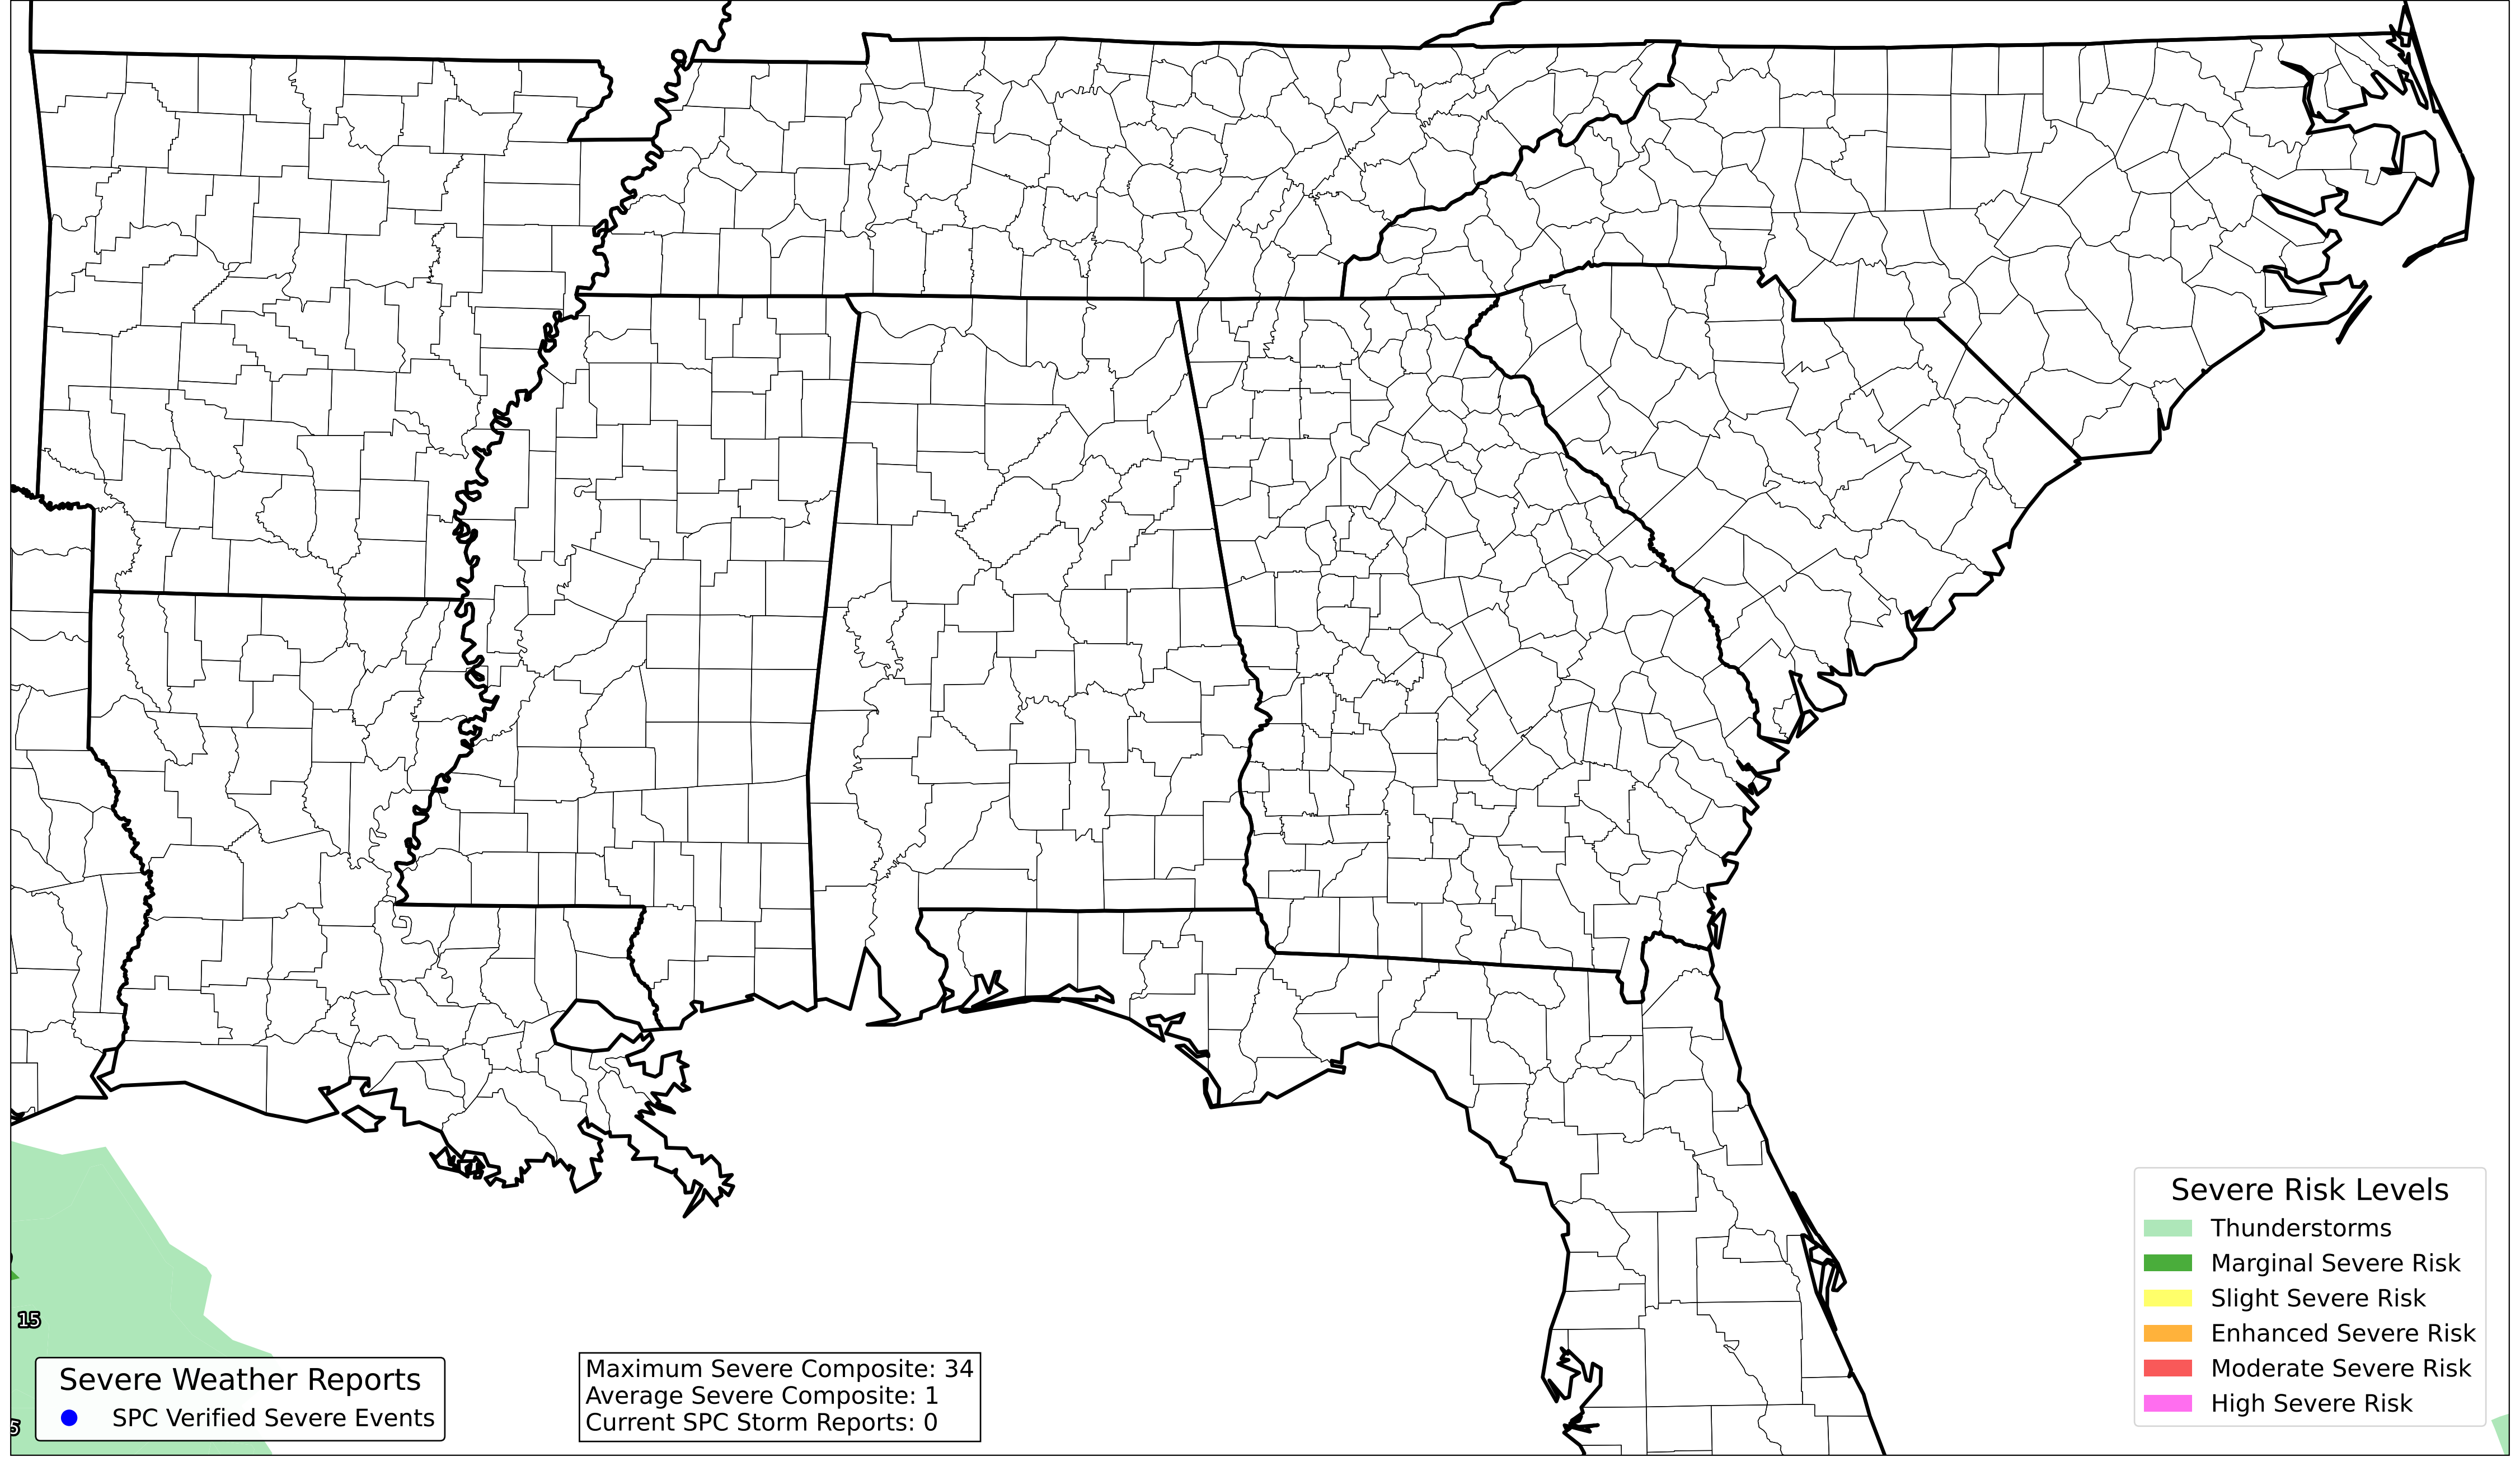 15
Severe Weather Reports
SPC Verified Severe Events
Maximum Severe Composite: 34
Average Severe Composite: 1
Current SPC Storm Reports: 0
Severe Risk Levels
Thunderstorms
Marginal Severe Risk
Slight Severe Risk
Enhanced Severe Risk
Moderate Severe Risk
High Severe Risk